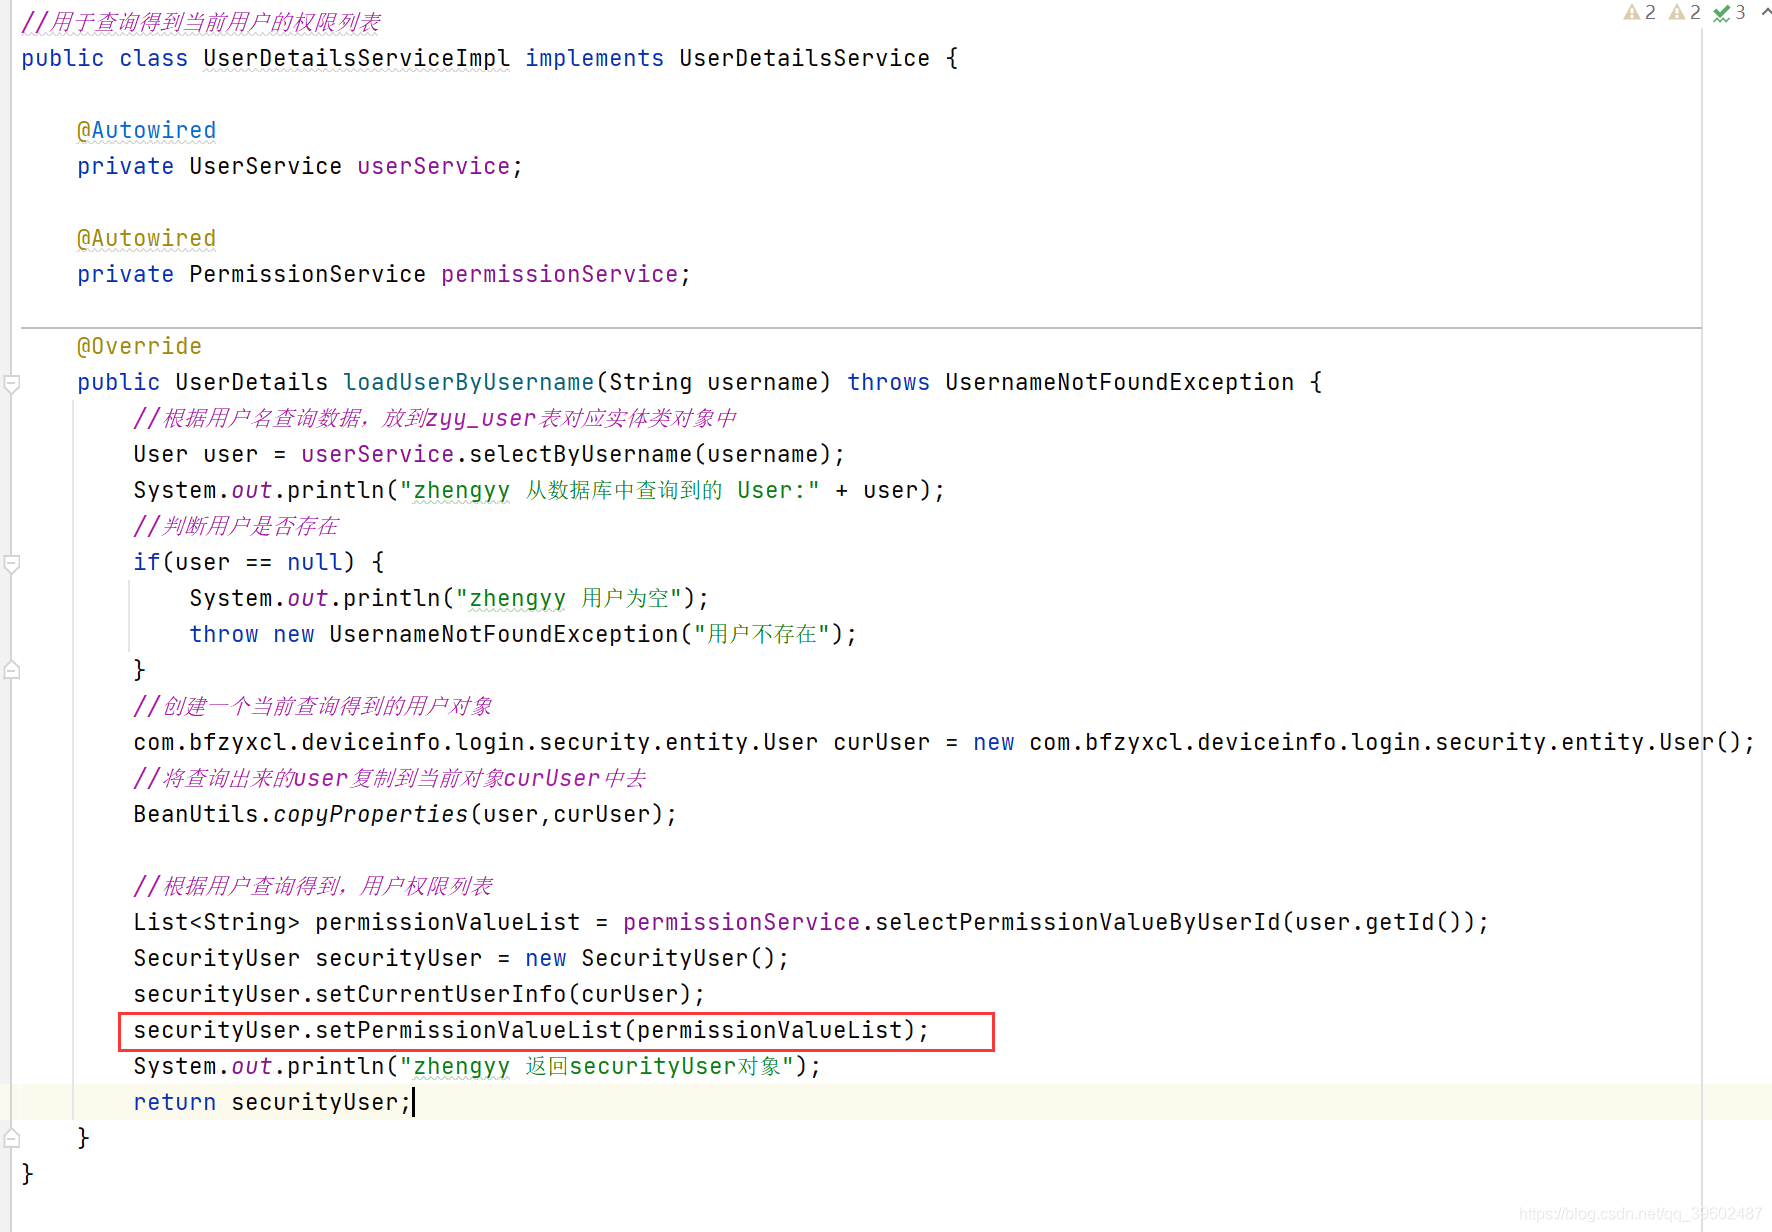 2 2 3
//用于查询得到当前用户的权限列表
public class UserDetailsServiceImpl implements UserDetailsService {
@Autowired
private UserService userService;
@Autowired
private PermissionService permissionService;
@Override
public UserDetails loadUserByUsername(String username) throws UsernameNotFoundException {
//根据用户名查询数据，放到zyy_user表对应实体类对象中
User user = userService.selectByUsername(username);
System.out.println("zhengyy 从数据库中查询到的 User:" + user);
//判断用户是否存在
if(user == null) {
System.out.println("zhengyy 用户为空");
throw new UsernameNotFoundException("用户不存在");
}
//创建一个当前查询得到的用户对象
com.bfzyxcl.deviceinfo.login.security.entity.User curUser = new com.bfzyxcl.deviceinfo.login.security.entity.User();
//将查询出来的user复制到当前对象curUser中去
BeanUtils.copyProperties(user,curUser);
//根据用户查询得到，用户权限列表
List<String> permissionValueList = permissionService.selectPermissionValueByUserId(user.getId());
SecurityUser securityUser = new SecurityUser();
securityUser.setCurrentUserInfo(curUser);
securityUser.setPermissionValueList(permissionValueList);
System.out.println("zhengyy 返回securityUser对象");
return securityUser;
}
}
https://blog.csdn.net/qq_39602487